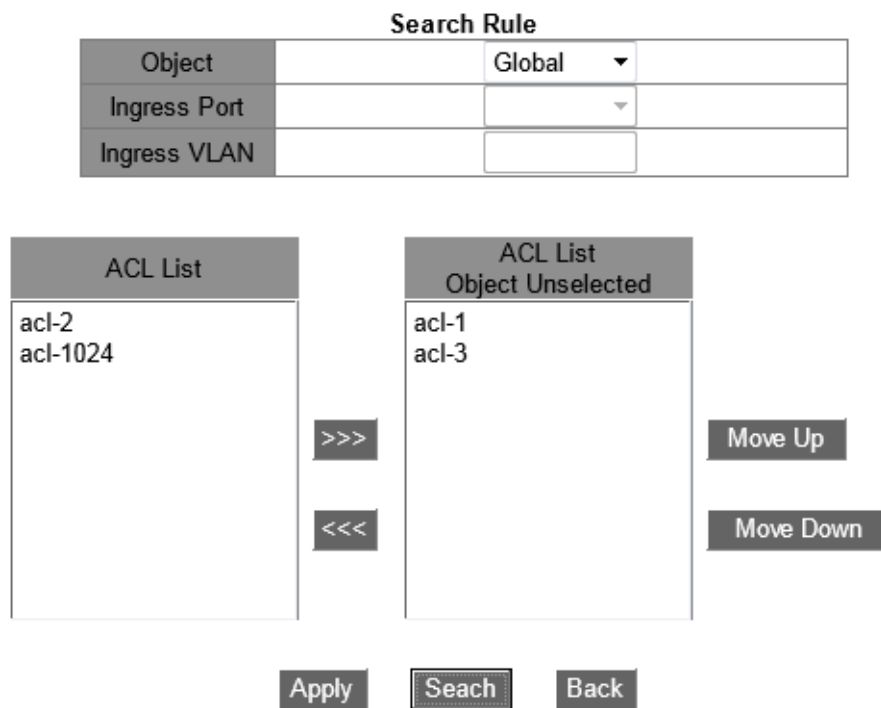 Search Rule
Object Global
Ingress Port
Ingress VLAN
ACL List
acl-2
acl-1024
>>>
<<<
ACL List
Object Unselected
acl-1
acl-3
Move Up
Move Down
Apply Seach Back